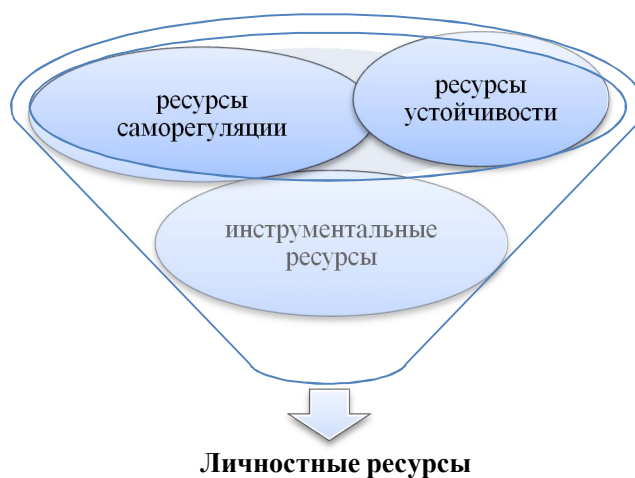 ресурсы
саморегуляции
ресурсы
устойчивости
инструментальные
ресурсы
Личностные ресурсы